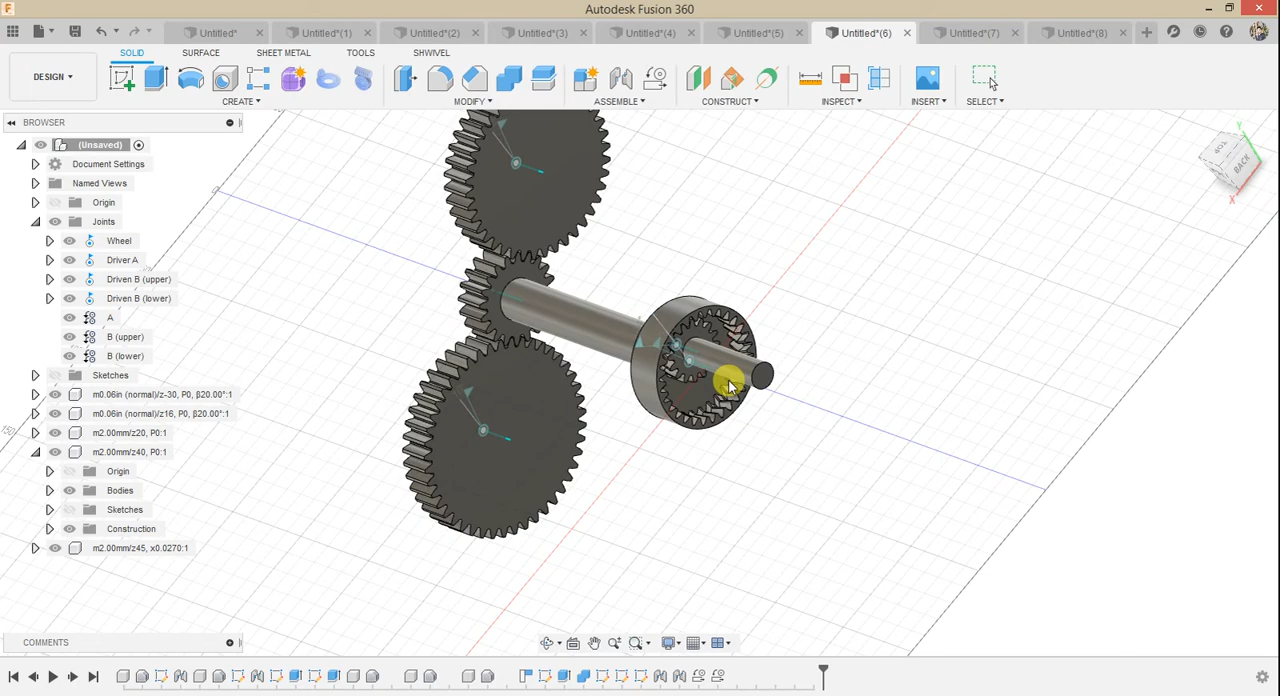 Autodesk Fusion 360
Untitled*
Untitled*(1)
Untitled*(2)
Untitled*(3)
Untitled*(4)
Untitled*(5)
Untitled*(6)
Untitled*(7)
Untitled*(8)
SOLID SURFACE SHEET METAL TOOLS SHWIVEL
DESIGN
CREATE MODIFY ASSEMBLE CONSTRUCT INSPECT INSERT SELECT
BROWSER
(Unsaved)
Document Settings
Named Views
Origin
Joints
Wheel
Driver A
Driven B (upper)
Driven B (lower)
A
B (upper)
B (lower)
Sketches
m0.06in (normal)/z-30, P0, β20.00°:1
m0.06in (normal)/z16, P0, β20.00°:1
m2.00mm/z20, P0:1
m2.00mm/z40, P0:1
Origin
Bodies
Sketches
Construction
m2.00mm/z45, x0.0270:1
TOP
BACK
Y
X
COMMENTS